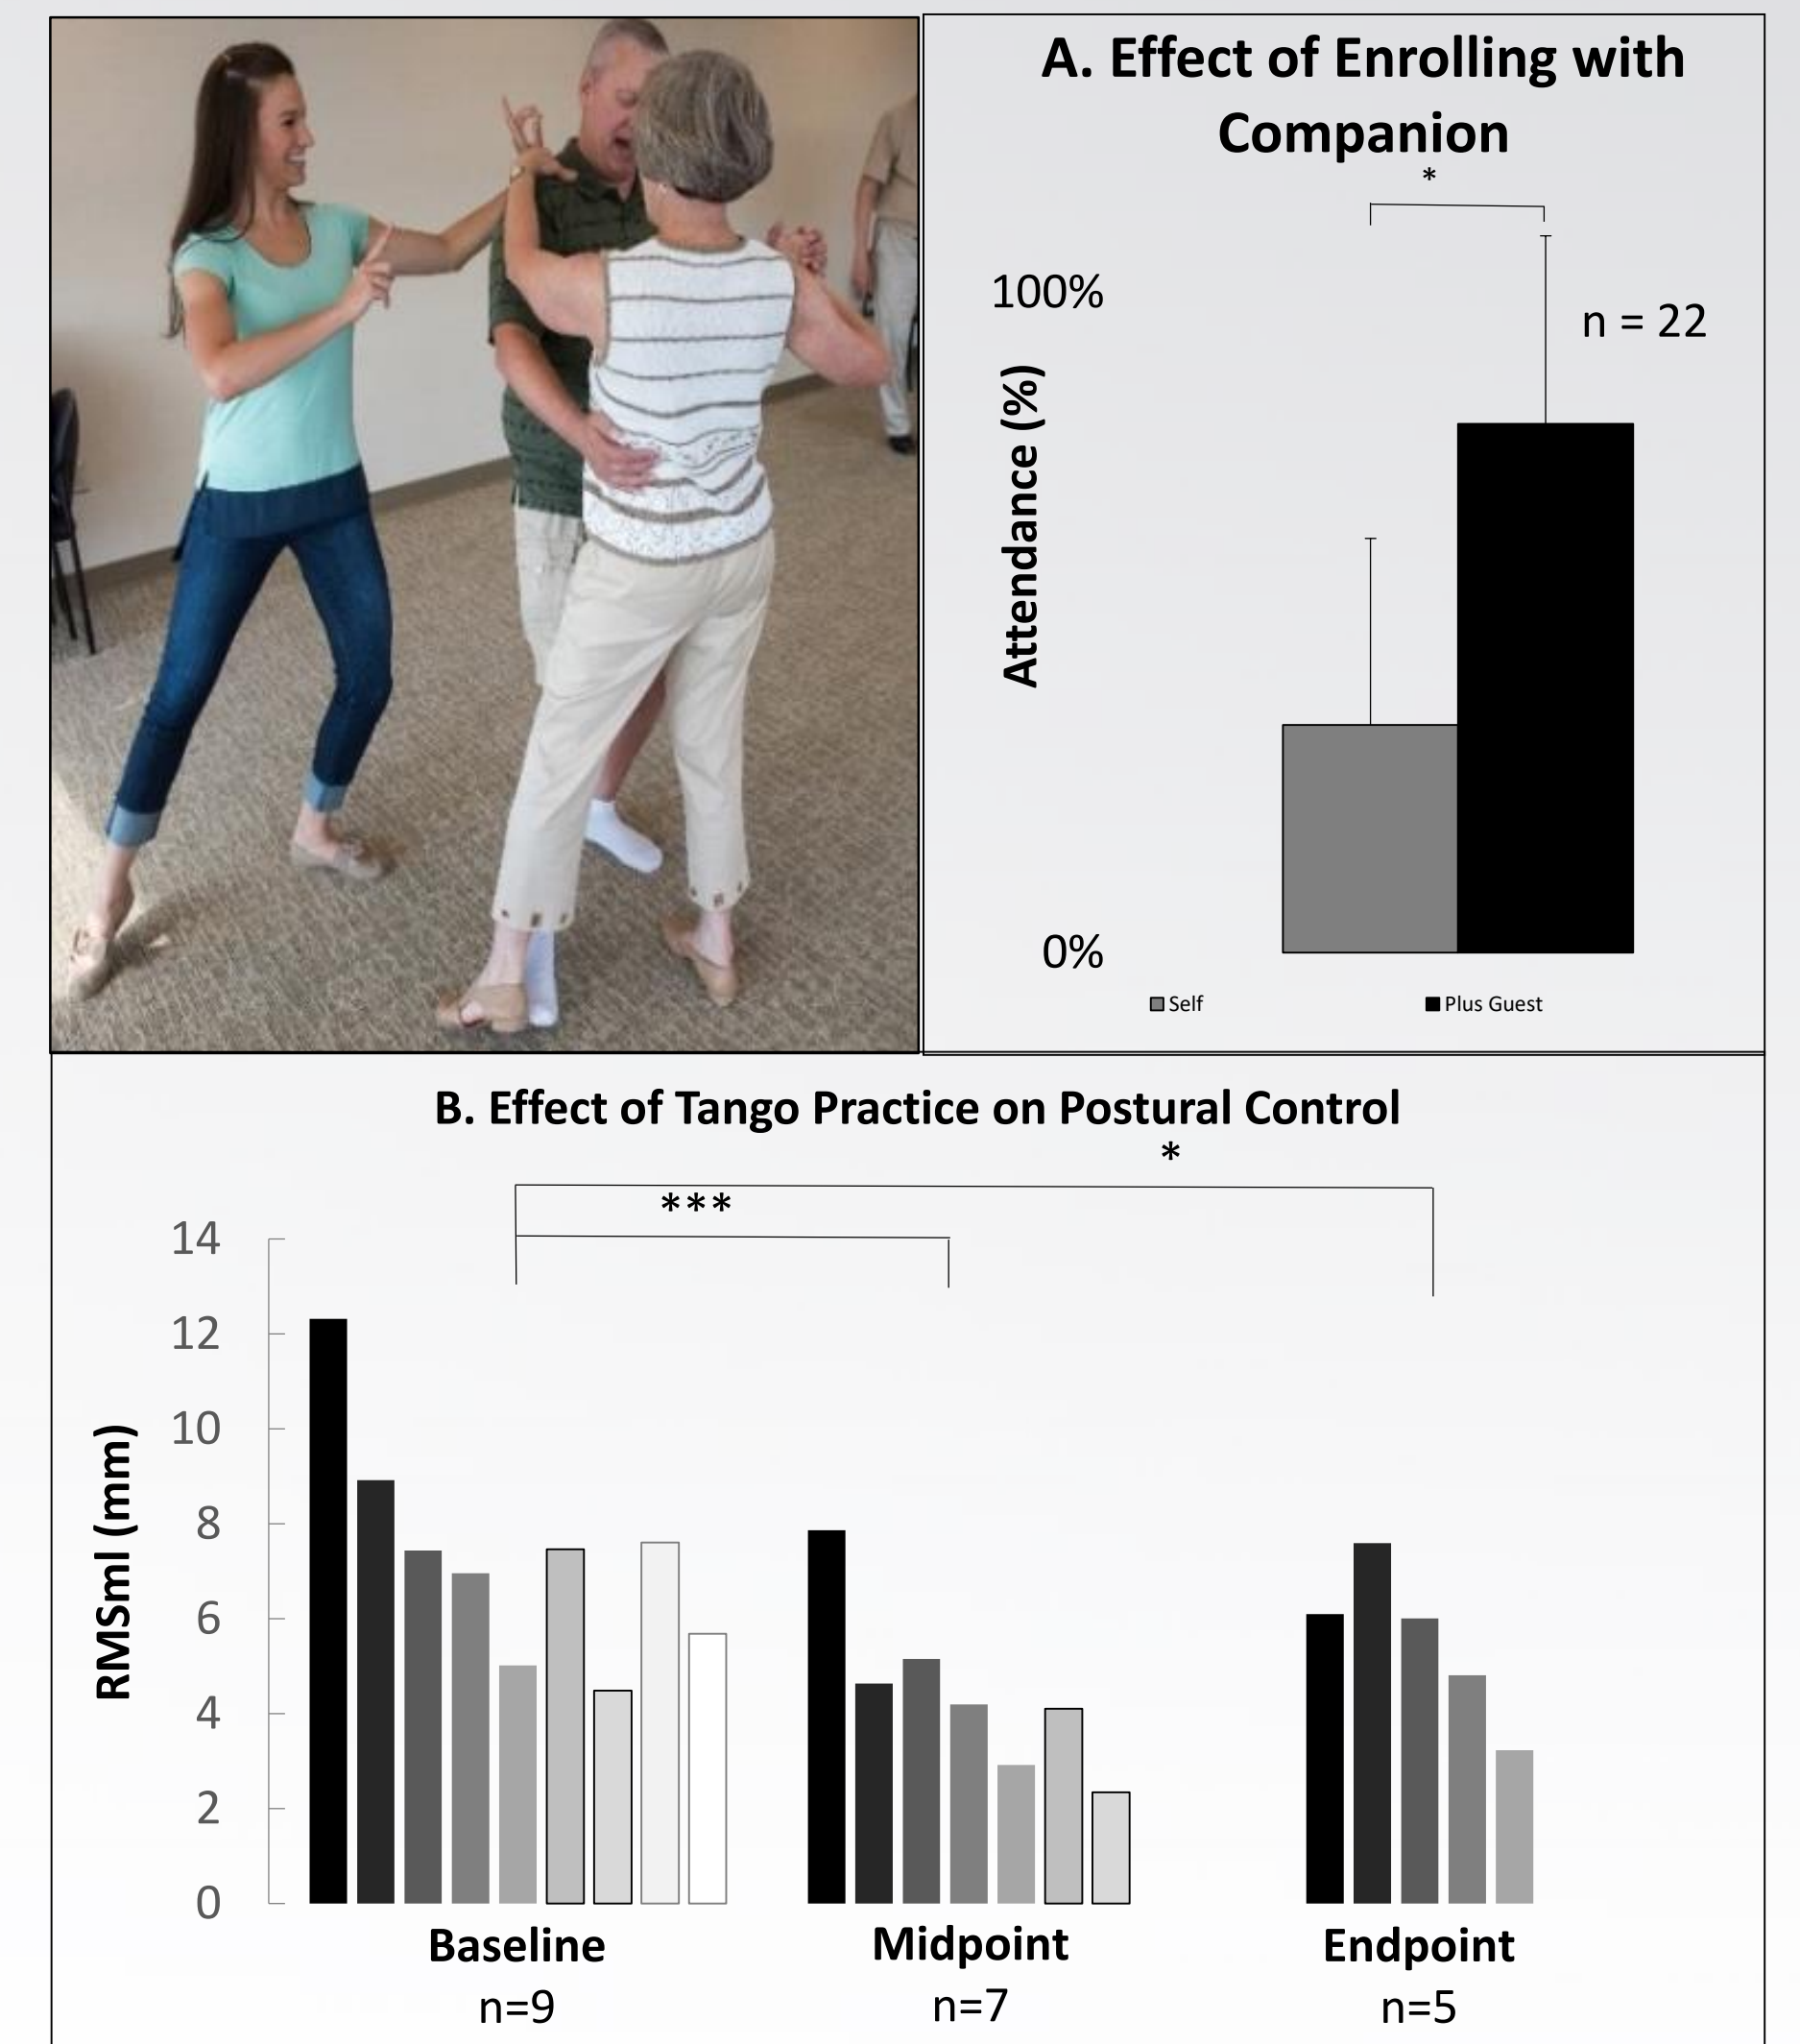 A. Effect of Enrolling with
Companion
*
100%
n = 22
Attendance (%)
0%
Self
Plus Guest
B. Effect of Tango Practice on Postural Control
*
***
14
12
10
8
6
4
2
0
RMSml (mm)
Baseline
Midpoint
Endpoint
n=9
n=7
n=5